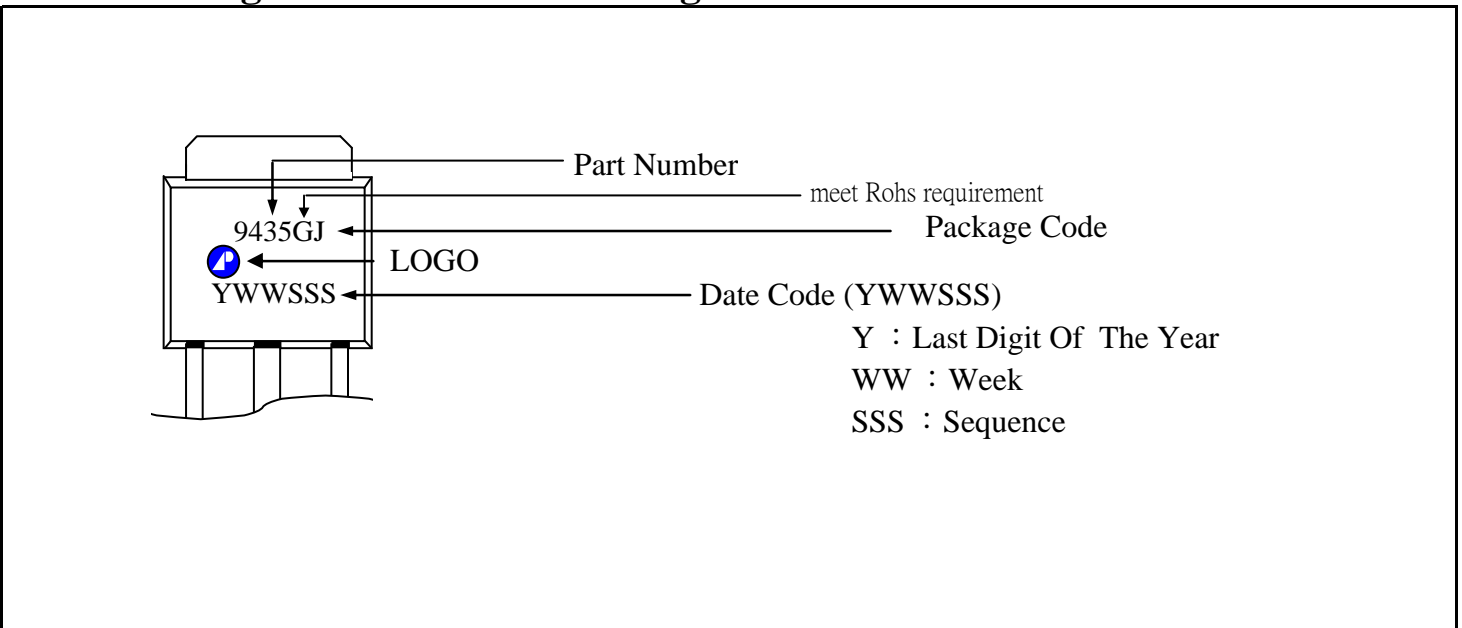 Part Number
meet Rohs requirement
9435GJ
Package Code
LOGO
YWWSSS
Date Code (YWWSSS)
Y ：Last Digit Of The Year
WW ：Week
SSS ：Sequence